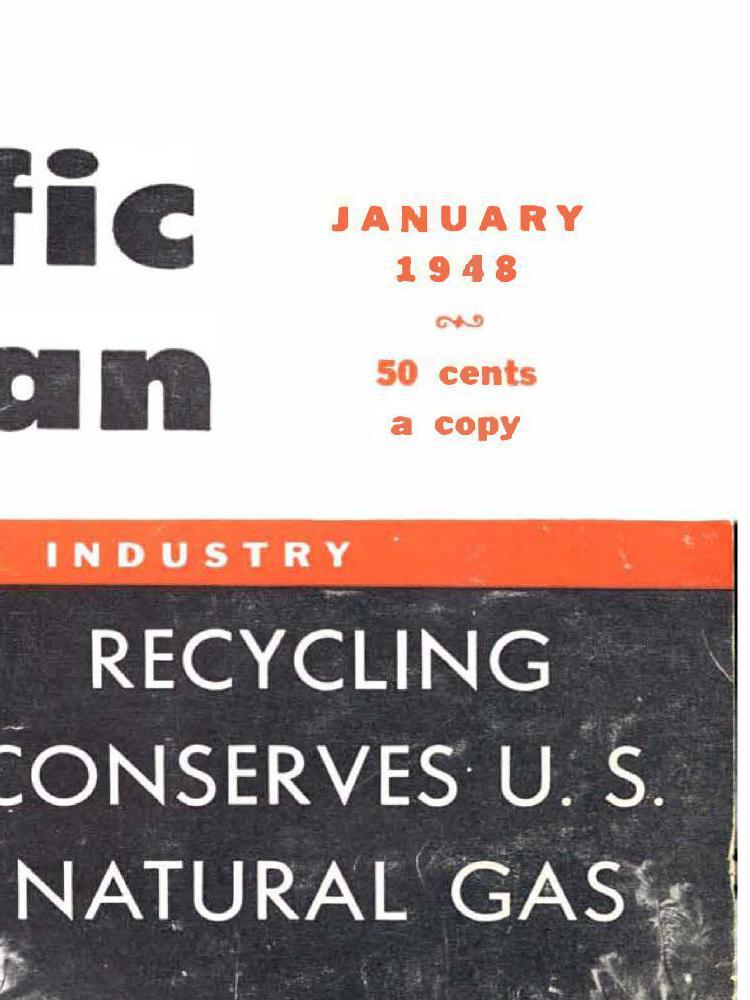 fic
an
JANUARY
1948
50 cents
a copy
INDUSTRY
RECYCLING
CONSERVES U. S.
NATURAL GAS